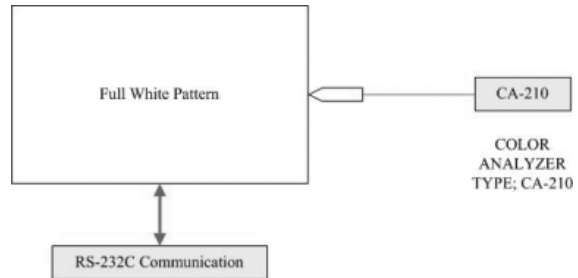 Full White Pattern
CA-210
COLOR
ANALYZER
TYPE; CA-210
RS-232C Communication